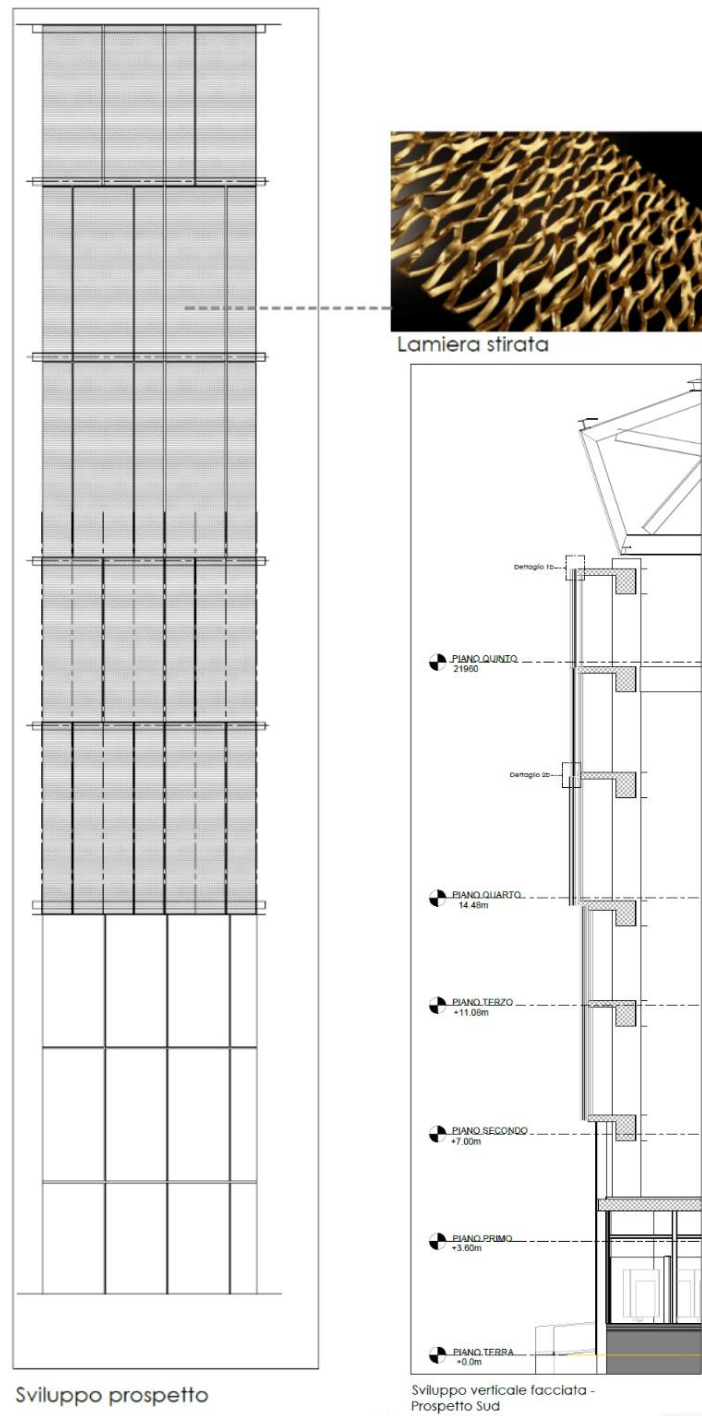 Lamiera stirata
Dettaglio 1b
PIANO QUINTO
21960
Dettaglio 2b
PIANO QUARTO
14.48m
PIANO TERZO
+11.08m
PIANO SECONDO
+7.00m
PIANO PRIMO
+3.60m
PIANO TERRA
+0.0m
Sviluppo prospetto
Sviluppo verticale facciata -
Prospetto Sud